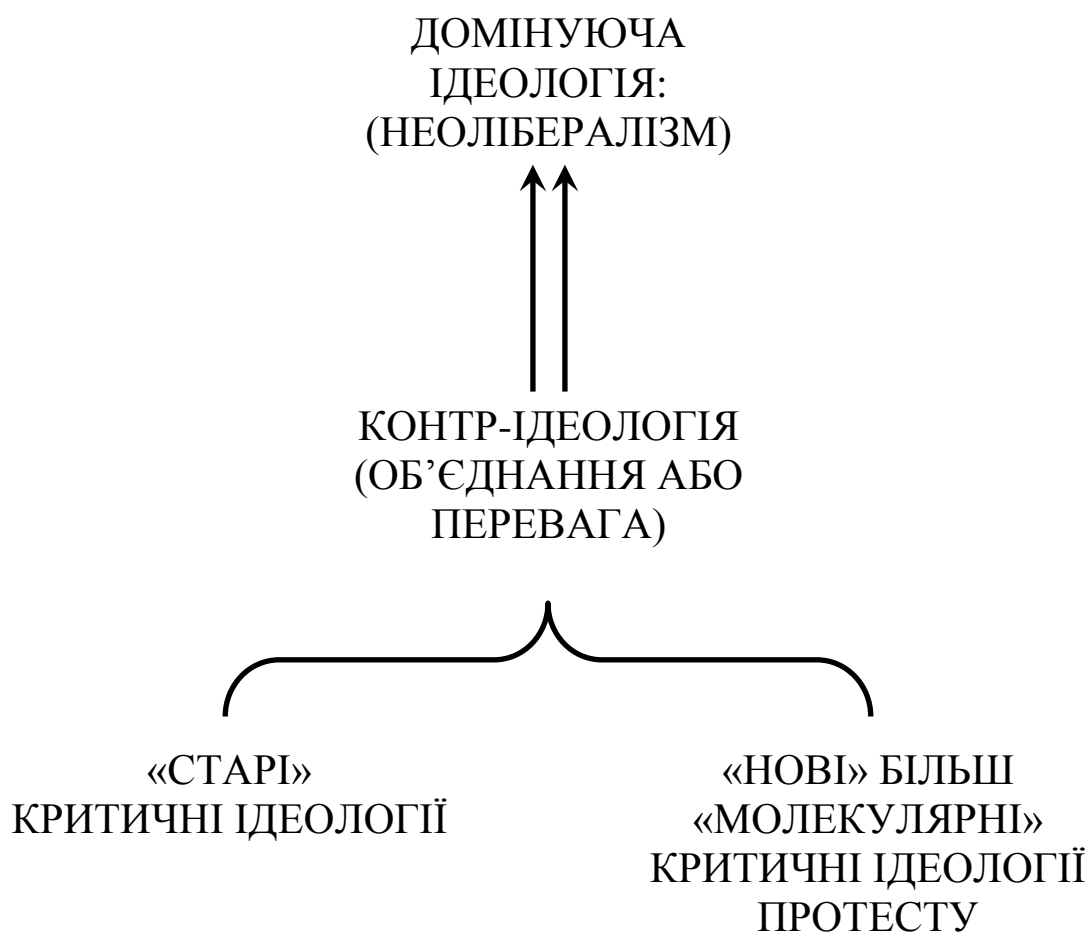 ДОМІНУЮЧА
ІДЕОЛОГІЯ:
(НЕОЛІБЕРАЛІЗМ)
КОНТР-ІДЕОЛОГІЯ
(ОБ’ЄДНАННЯ АБО
ПЕРЕВАГА)
«СТАРІ»
КРИТИЧНІ ІДЕОЛОГІЇ
«НОВІ» БІЛЬШ
«МОЛЕКУЛЯРНІ»
КРИТИЧНІ ІДЕОЛОГІЇ
ПРОТЕСТУ